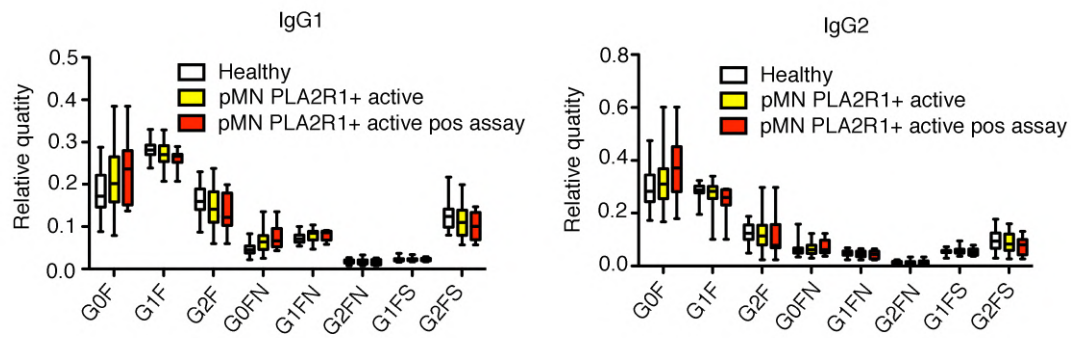 IgG1
Relative quatity
0.5
0.4
0.3
0.2
0.1
0.0
Healthy
pMN PLA2R1+ active
pMN PLA2R1+ active pos assay
G0F
G1F
G2F
G0FN
G1FN
G2FN
G1FS
G2FS
IgG2
Relative quatity
0.8
0.6
0.4
0.2
0.0
Healthy
pMN PLA2R1+ active
pMN PLA2R1+ active pos assay
G0F
G1F
G2F
G0FN
G1FN
G2FN
G1FS
G2FS